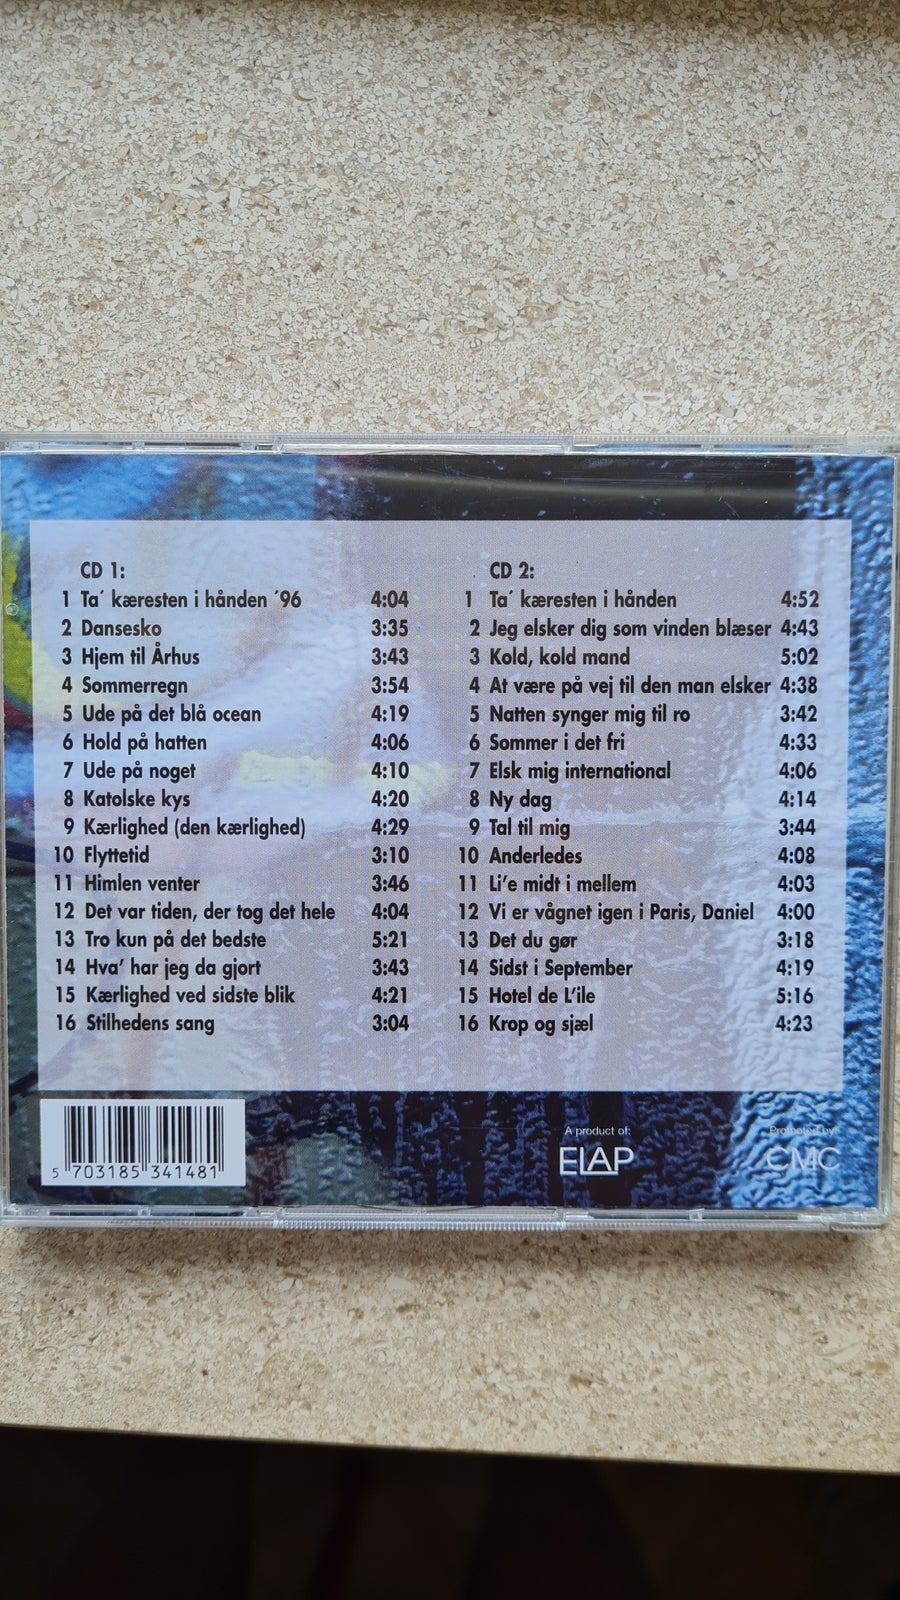 CD 1:
1 Ta´ kæresten i hånden ´96 4:04
2 Dansesko 3:35
3 Hjem til Århus 3:43
4 Sommerregn 3:54
5 Ude på det blå ocean 4:19
6 Hold på hatten 4:06
7 Ude på noget 4:10
8 Katolske kys 4:20
9 Kærlighed (den kærlighed) 4:29
10 Flyttetid 3:10
11 Himlen venter 3:46
12 Det var tiden, der tog det hele 4:04
13 Tro kun på det bedste 5:21
14 Hva’ har jeg da gjort 3:43
15 Kærlighed ved sidste blik 4:21
16 Stilhedens sang 3:04
CD 2:
1 Ta´ kæresten i hånden 4:52
2 Jeg elsker dig som vinden blæser 4:43
3 Kold, kold mand 5:02
4 At være på vej til den man elsker 4:38
5 Natten synger mig til ro 3:42
6 Sommer i det fri 4:33
7 Elsk mig international 4:06
8 Ny dag 4:14
9 Tal til mig 3:44
10 Anderledes 4:08
11 Li’e midt i mellem 4:03
12 Vi er vågnet igen i Paris, Daniel 4:00
13 Det du gør 3:18
14 Sidst i September 4:19
15 Hotel de L’ile 5:16
16 Krop og sjæl 4:23
5 703185 341481
A product of:
ELAP
Promoted by:
CMC